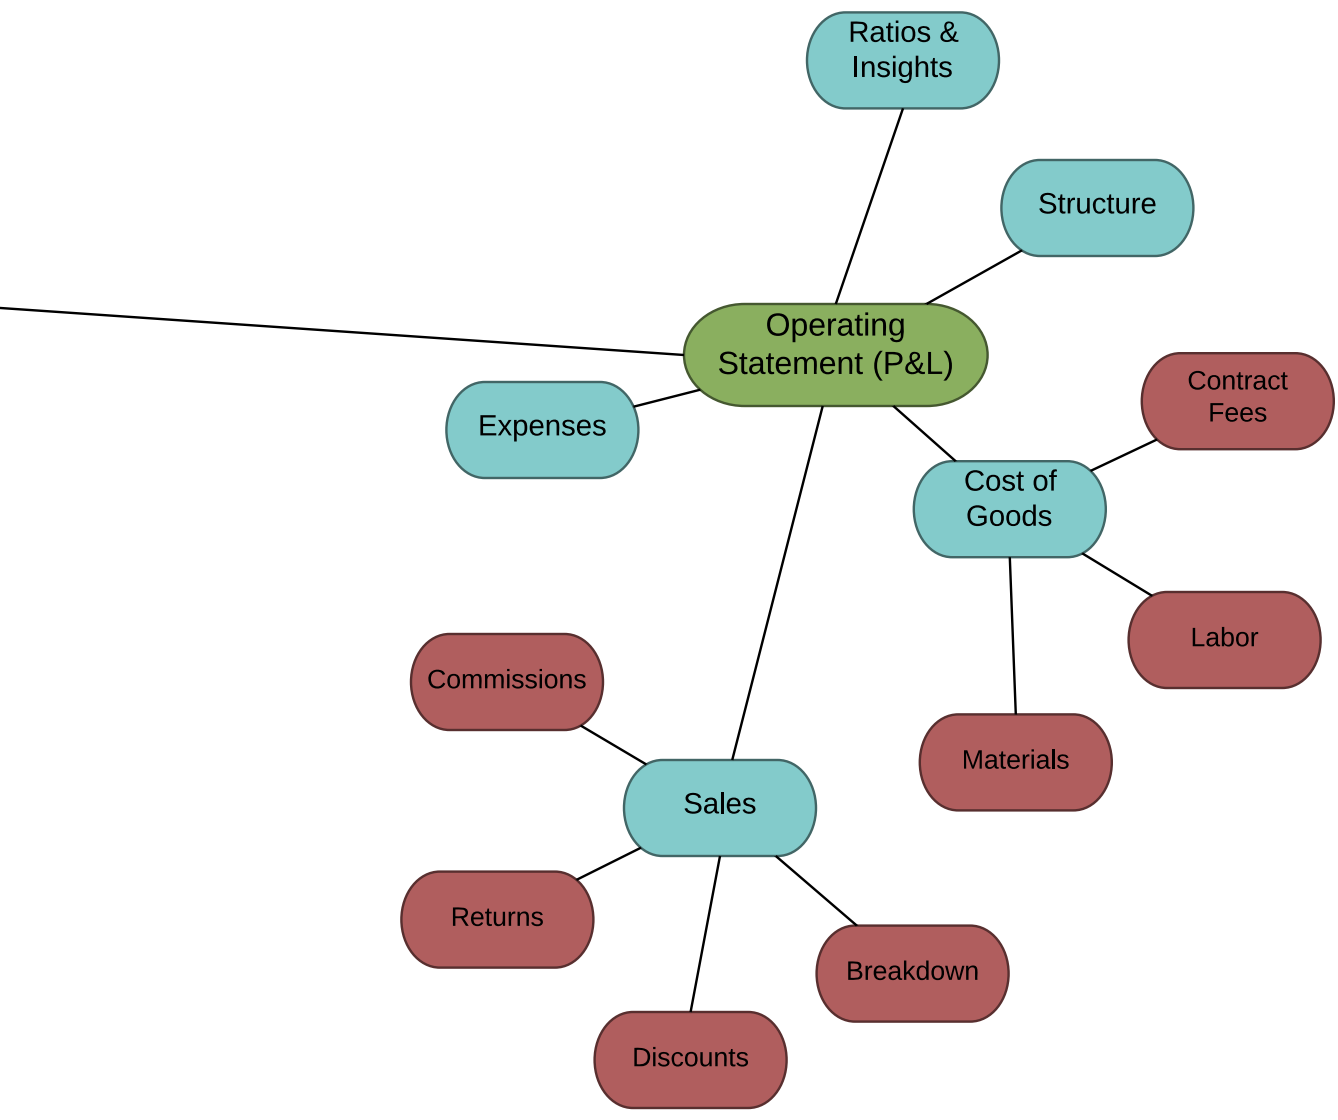 Ratios &
Insights
Structure
Operating
Statement (P&L)
Contract
Fees
Expenses
Cost of
Goods
Labor
Commissions
Materials
Sales
Returns
Breakdown
Discounts